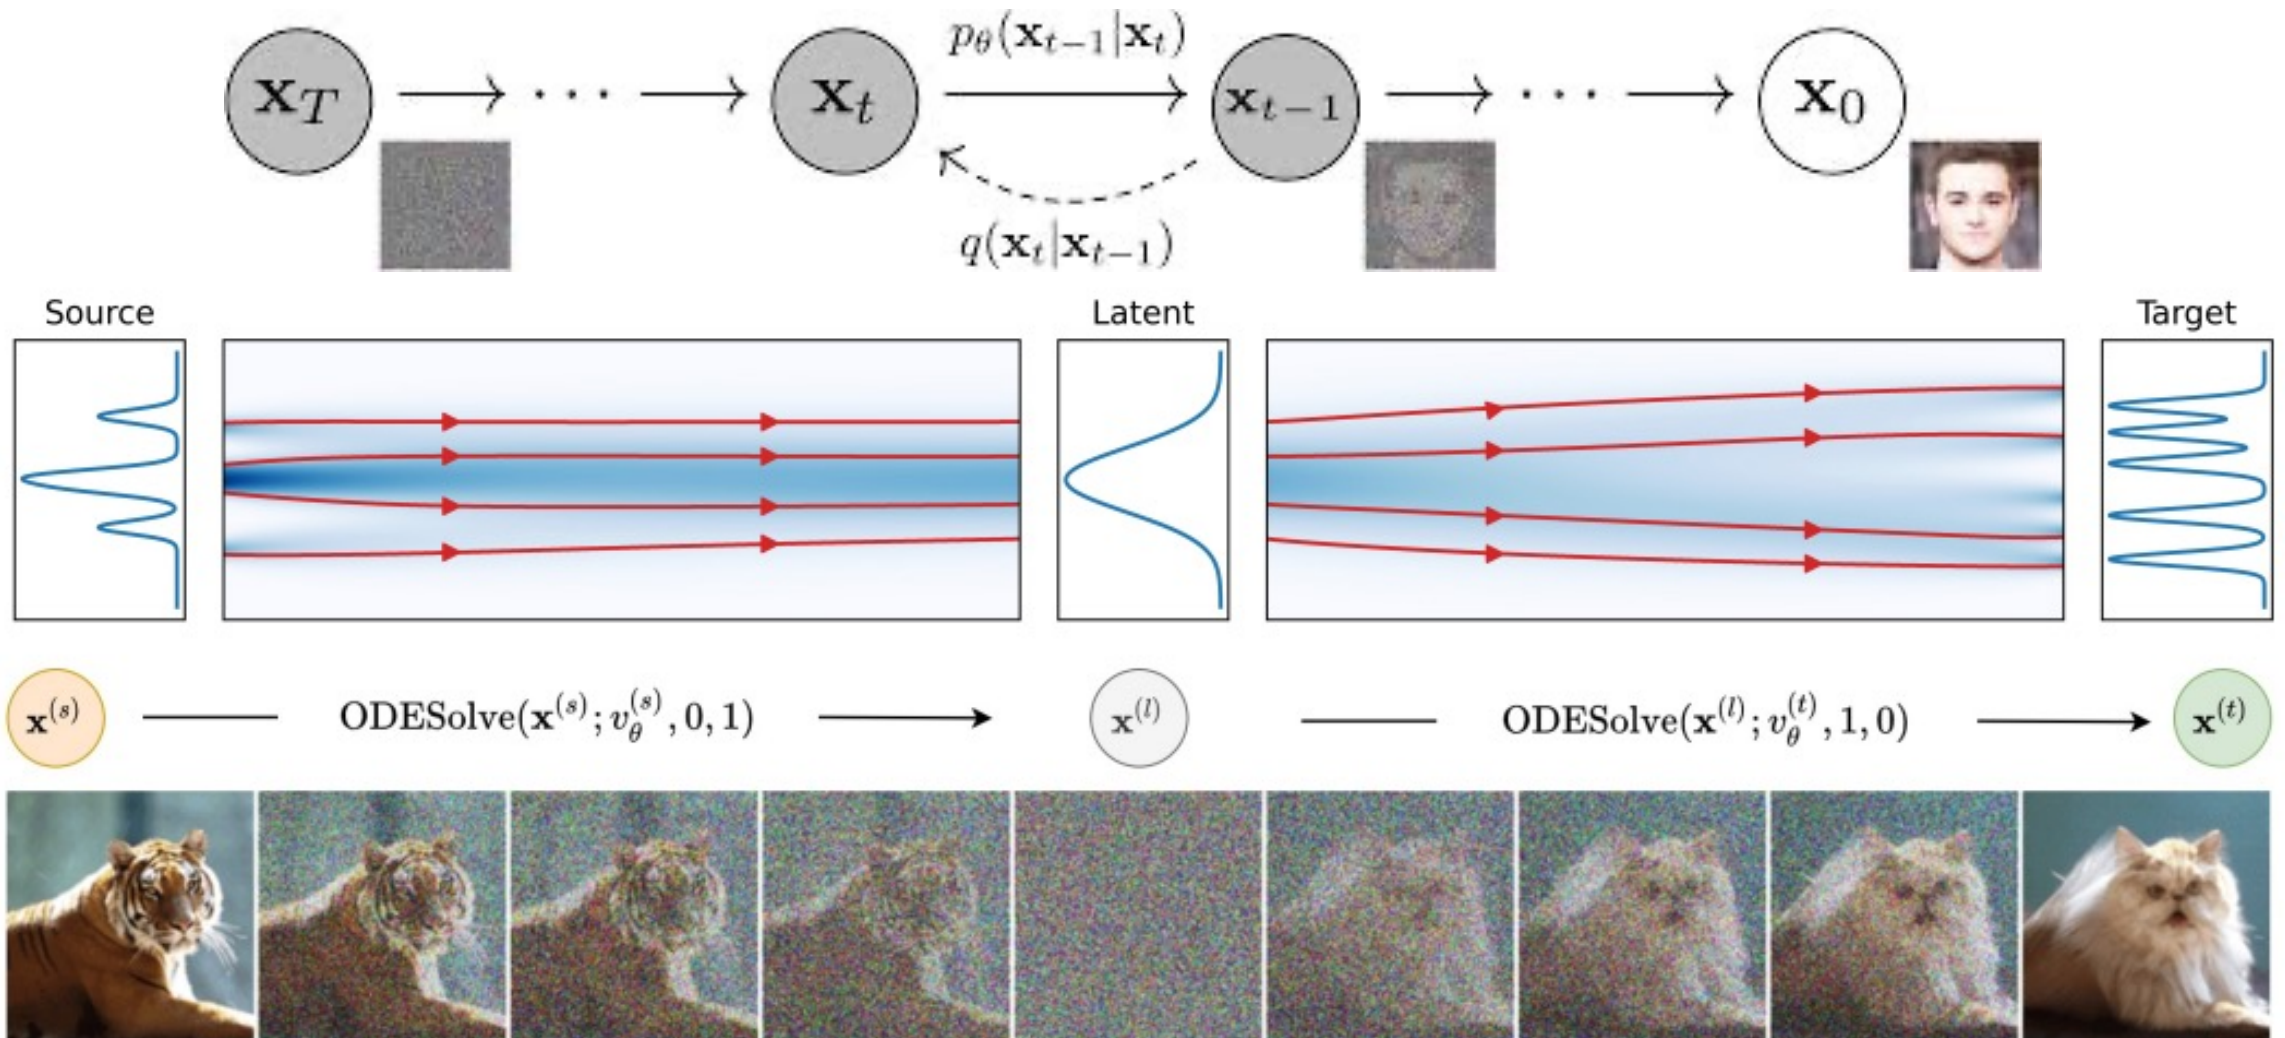 p_θ(x_{t−1}|x_t)
x_T → · · · → x_t → x_{t−1} → · · · → x_0
q(x_t|x_{t−1})
Source Latent Target
x^{(s)} ODESolve(x^{(s)}; v_θ^{(s)}, 0, 1) x^{(l)} ODESolve(x^{(l)}; v_θ^{(t)}, 1, 0) x^{(t)}